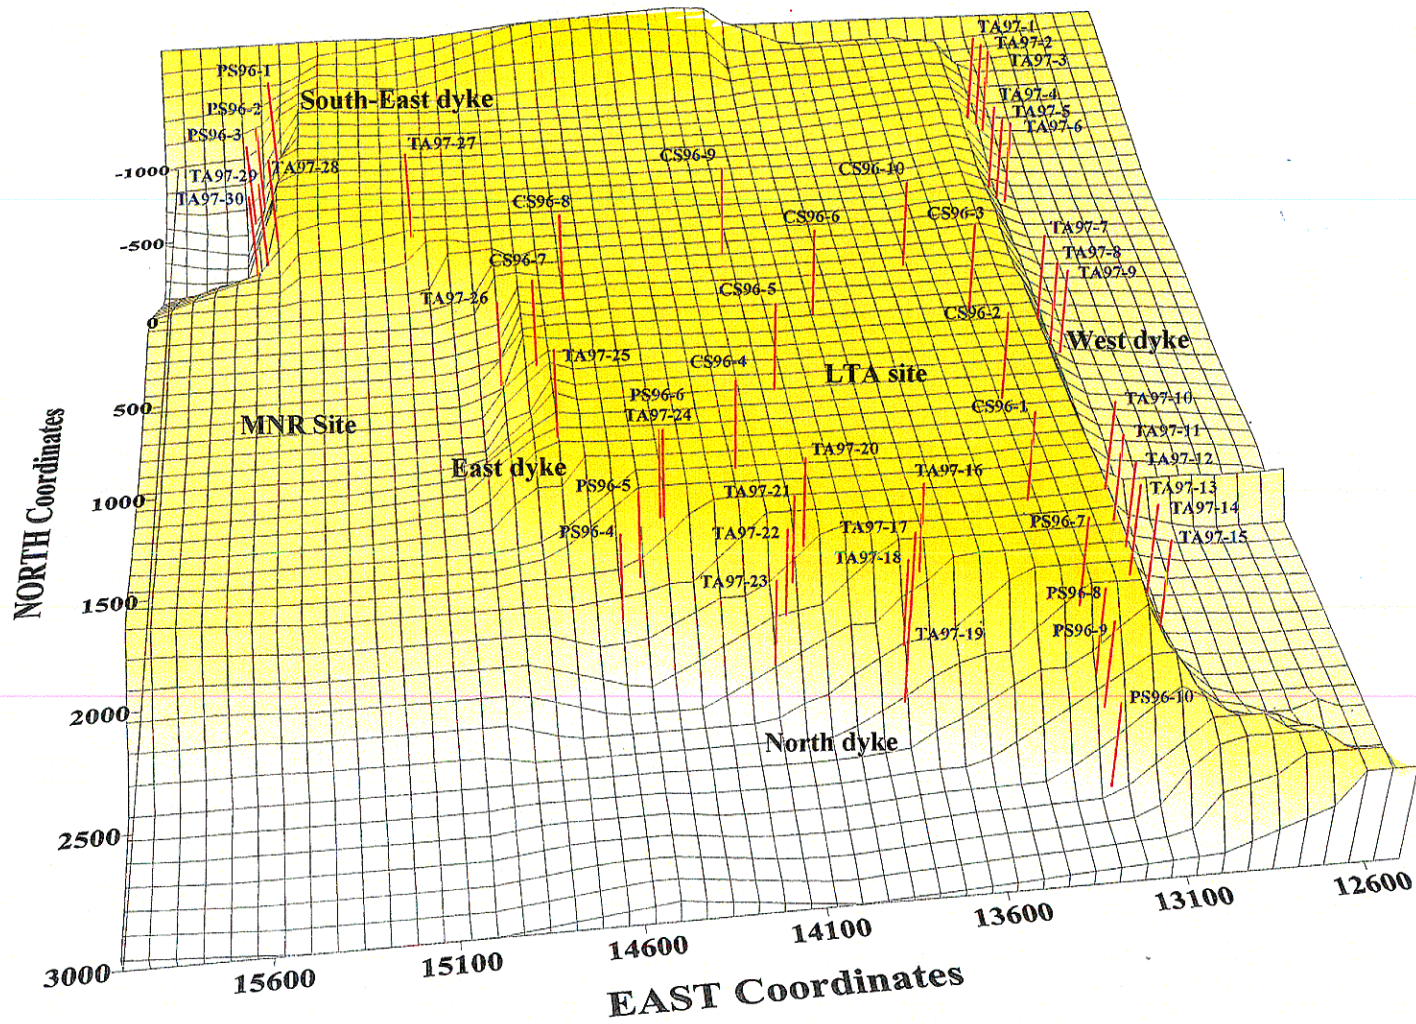 TA97-1
TA97-2
TA97-3
PS96-1
South-East dyke
TA97-4
PS96-2
TA97-5
TA97-6
PS96-3
TA97-27
CS96-9
-1000
TA97-29
TA97-28
CS96-10
TA97-30
CS96-8
CS96-6
CS96-3
TA97-7
-500
TA97-8
CS96-7
TA97-9
CS96-5
TA97-26
CS96-2
0
West dyke
TA97-25
CS96-4
LTA site
PS96-6
TA97-24
500
CS96-1
TA97-10
MNR Site
TA97-11
TA97-20
East dyke
TA97-16
TA97-12
PS96-5
TA97-21
TA97-13
1000
TA97-14
PS96-4
TA97-22
TA97-17
PS96-7
TA97-15
TA97-18
TA97-23
PS96-8
1500
TA97-19
PS96-9
PS96-10
2000
North dyke
2500
3000
NORTH Coordinates
15600
15100
14600
14100
13600
13100
12600
EAST Coordinates